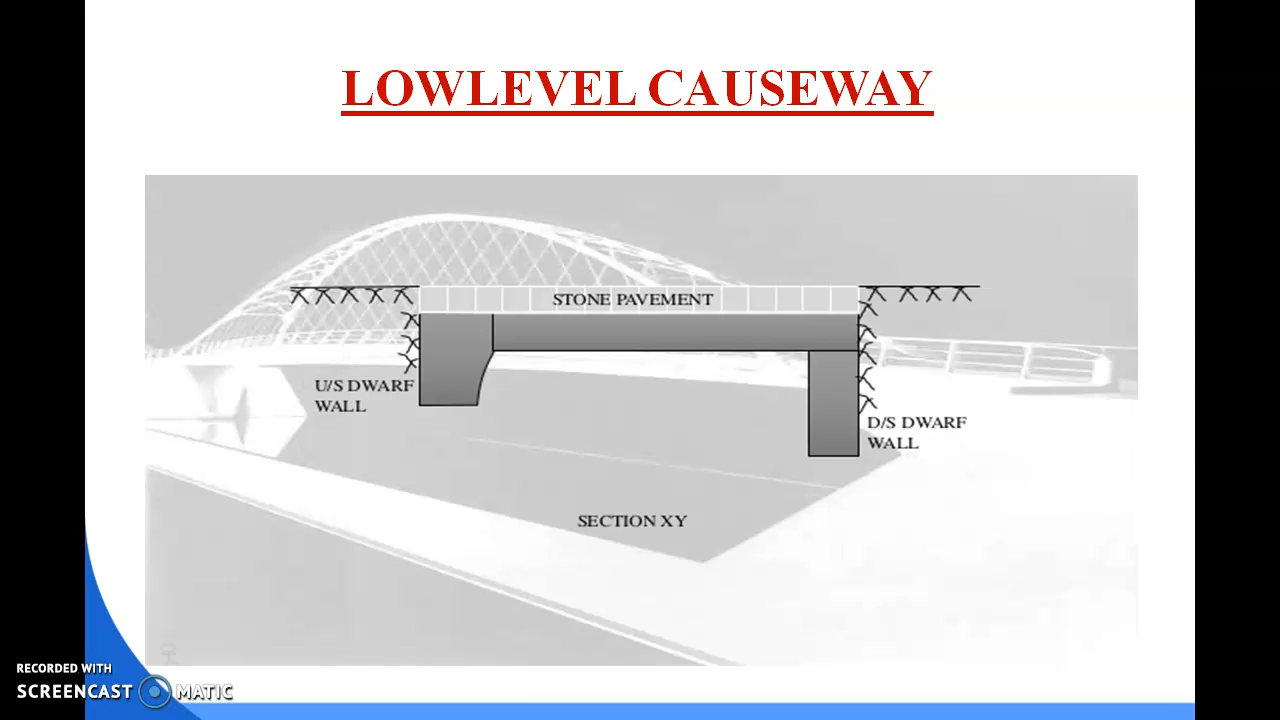 LOWLEVEL CAUSEWAY
STONE PAVEMENT
U/S DWARF
WALL
D/S DWARF
WALL
SECTION XY
RECORDED WITH
SCREENCAST MATIC